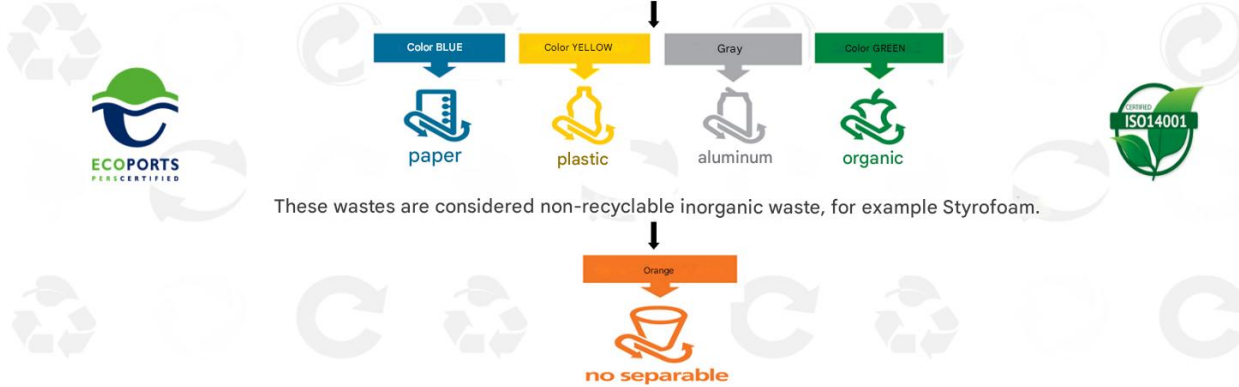 Color BLUE
Color YELLOW
Gray
Color GREEN
paper
plastic
aluminum
organic
ECOPORTS
PERS CERTIFIED
CERTIFIED
ISO14001
These wastes are considered non-recyclable inorganic waste, for example Styrofoam.
Orange
no separable